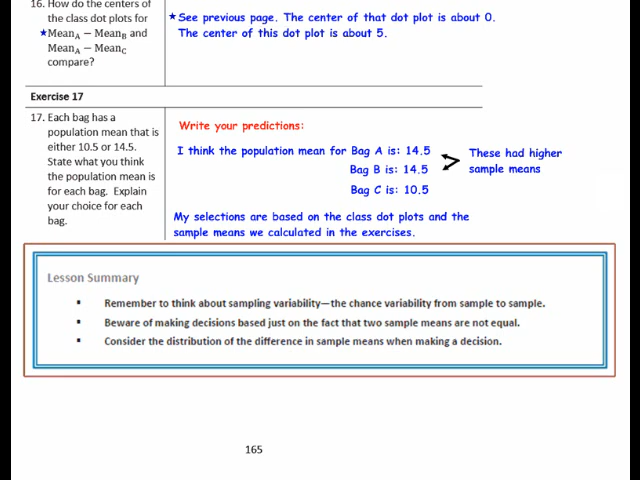 16. How do the centers of
the class dot plots for
★MeanA − MeanB and
MeanA − MeanC
compare?
★See previous page. The center of that dot plot is about 0.
The center of this dot plot is about 5.
Exercise 17
17. Each bag has a
population mean that is
either 10.5 or 14.5.
State what you think
the population mean is
for each bag. Explain
your choice for each
bag.
Write your predictions:
I think the population mean for Bag A is: 14.5
Bag B is: 14.5
Bag C is: 10.5
These had higher
sample means
My selections are based on the class dot plots and the
sample means we calculated in the exercises.
Lesson Summary
▪ Remember to think about sampling variability—the chance variability from sample to sample.
▪ Beware of making decisions based just on the fact that two sample means are not equal.
▪ Consider the distribution of the difference in sample means when making a decision.
165